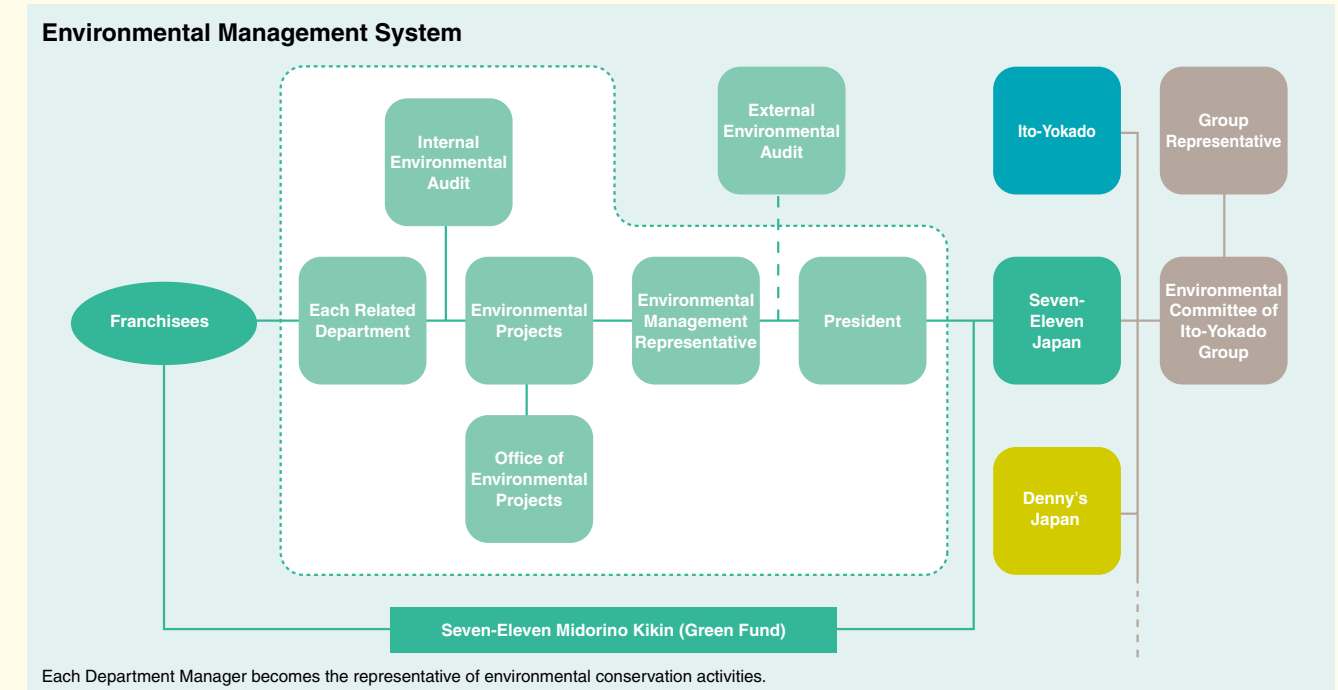 Environmental Management System
Internal
Environmental
Audit
External
Environmental
Audit
Ito-Yokado
Group
Representative
Franchisees
Each Related
Department
Environmental
Projects
Environmental
Management
Representative
President
Seven-
Eleven
Japan
Environmental
Committee of
Ito-Yokado
Group
Office of
Environmental
Projects
Denny's
Japan
Seven-Eleven Midorino Kikin (Green Fund)
Each Department Manager becomes the representative of environmental conservation activities.